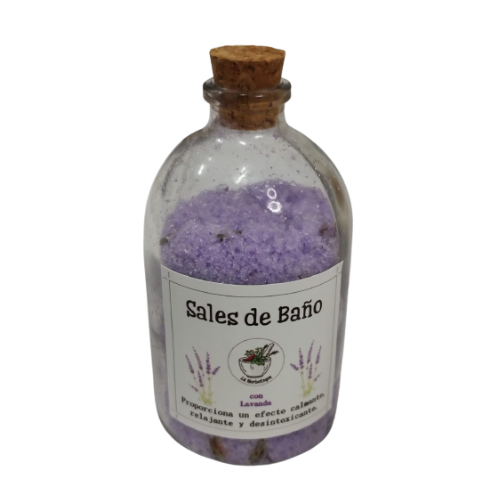 Sales de Baño
con
Lavanda
Proporciona un efecto calmante,
relajante y desintoxicante.